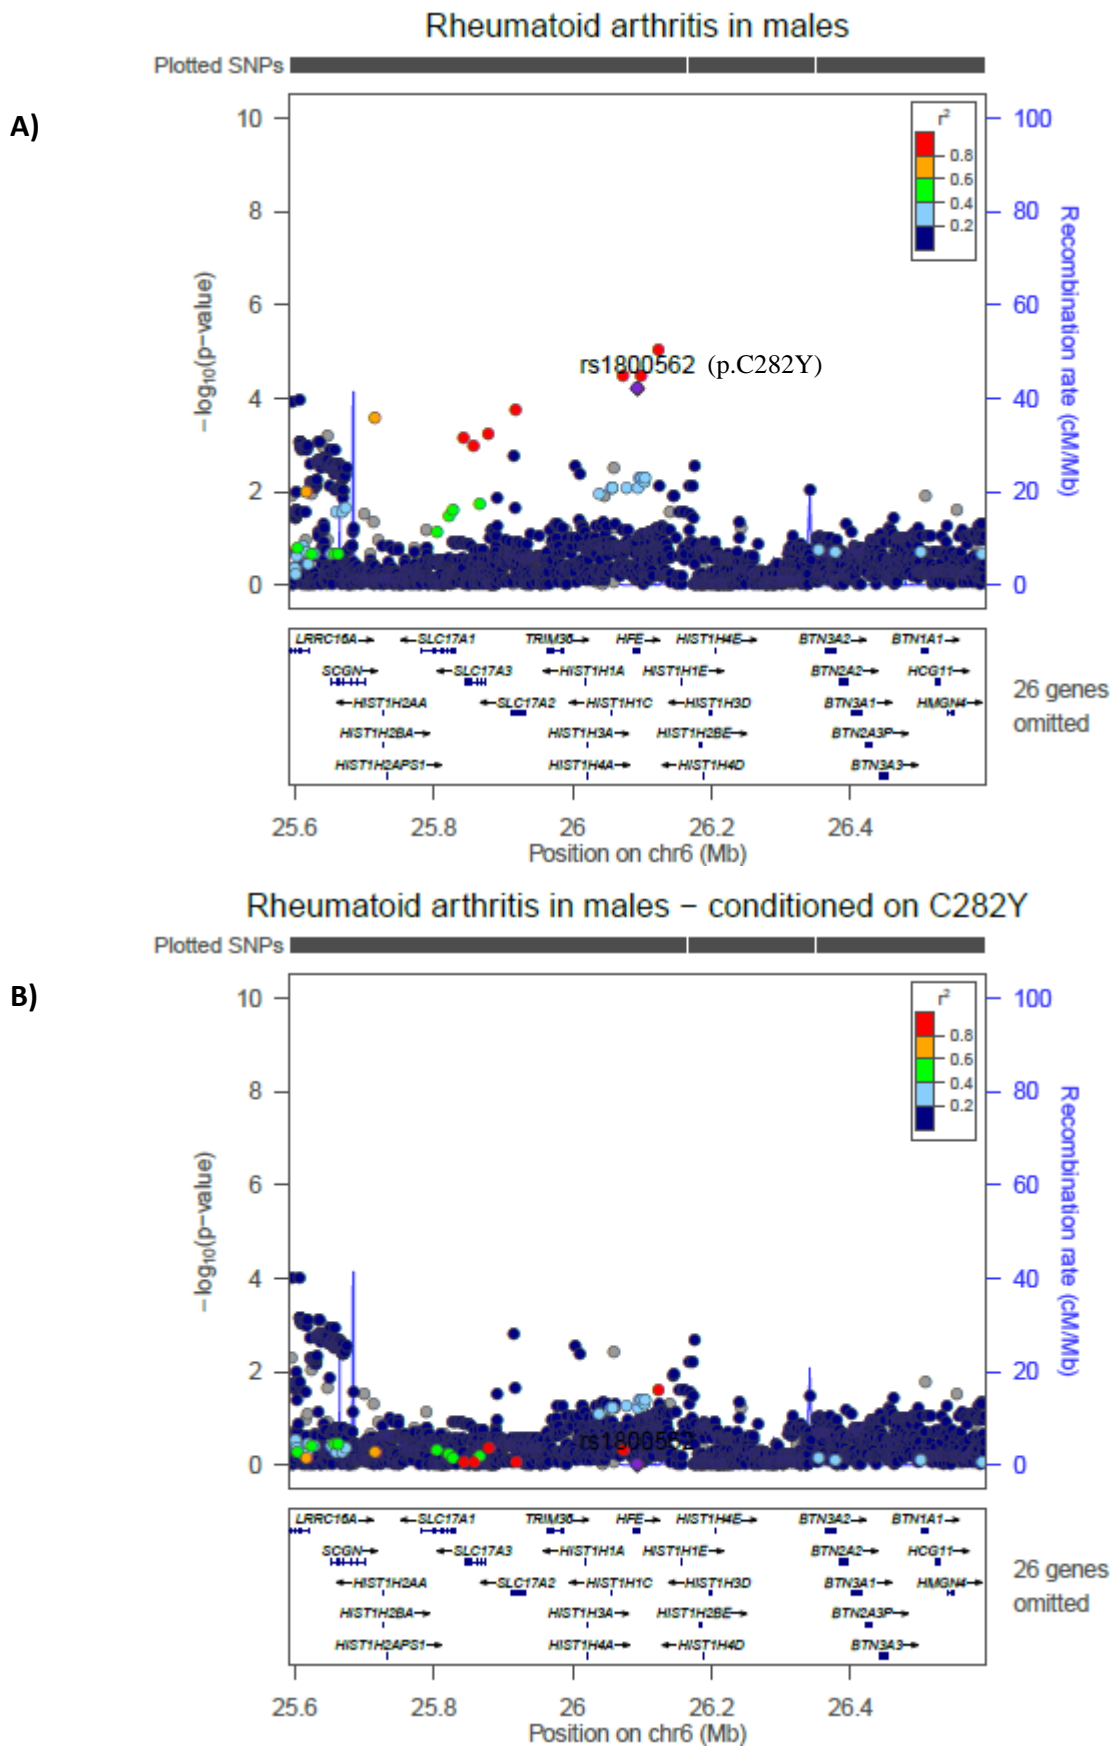 Rheumatoid arthritis in males
Plotted SNPs
A)
10
8
6
4
2
0
−log10(p−value)
100
80
60
40
20
0
Recombination rate (cM/Mb)
r²
0.8
0.6
0.4
0.2
rs1800562 (p.C282Y)
LRRC16A SLC17A1 TRIM38 HFE HIST1H4E BTN3A2 BTN1A1
SCGN SLC17A3 HIST1H1A HIST1H1E BTN2A2 HCG11
HIST1H2AA SLC17A2 HIST1H1C HIST1H3D BTN3A1 HMGN4
HIST1H2BA HIST1H3A HIST1H2BE BTN2A3P
HIST1H2APS1 HIST1H4A HIST1H4D BTN3A3
26 genes
omitted
25.6 25.8 26 26.2 26.4
Position on chr6 (Mb)
Rheumatoid arthritis in males − conditioned on C282Y
Plotted SNPs
B)
10
8
6
4
2
0
−log10(p−value)
100
80
60
40
20
0
Recombination rate (cM/Mb)
r²
0.8
0.6
0.4
0.2
rs1800562
LRRC16A SLC17A1 TRIM38 HFE HIST1H4E BTN3A2 BTN1A1
SCGN SLC17A3 HIST1H1A HIST1H1E BTN2A2 HCG11
HIST1H2AA SLC17A2 HIST1H1C HIST1H3D BTN3A1 HMGN4
HIST1H2BA HIST1H3A HIST1H2BE BTN2A3P
HIST1H2APS1 HIST1H4A HIST1H4D BTN3A3
26 genes
omitted
25.6 25.8 26 26.2 26.4
Position on chr6 (Mb)